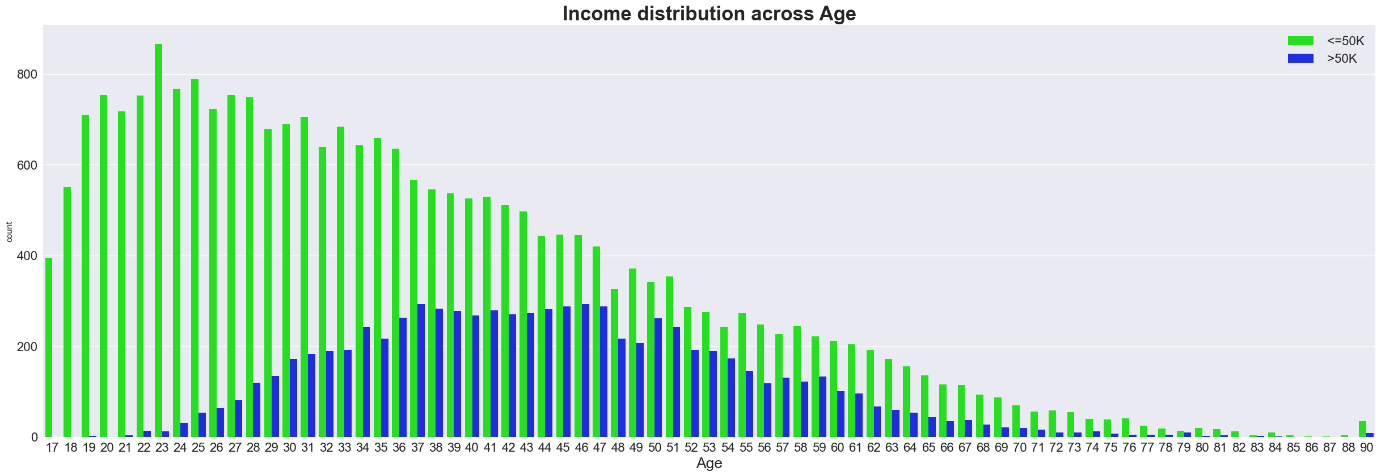 Income distribution across Age
<=50K
>50K
800
600
400
200
0
count
17 18 19 20 21 22 23 24 25 26 27 28 29 30 31 32 33 34 35 36 37 38 39 40 41 42 43 44 45 46 47 48 49 50 51 52 53 54 55 56 57 58 59 60 61 62 63 64 65 66 67 68 69 70 71 72 73 74 75 76 77 78 79 80 81 82 83 84 85 86 87 88 90
Age